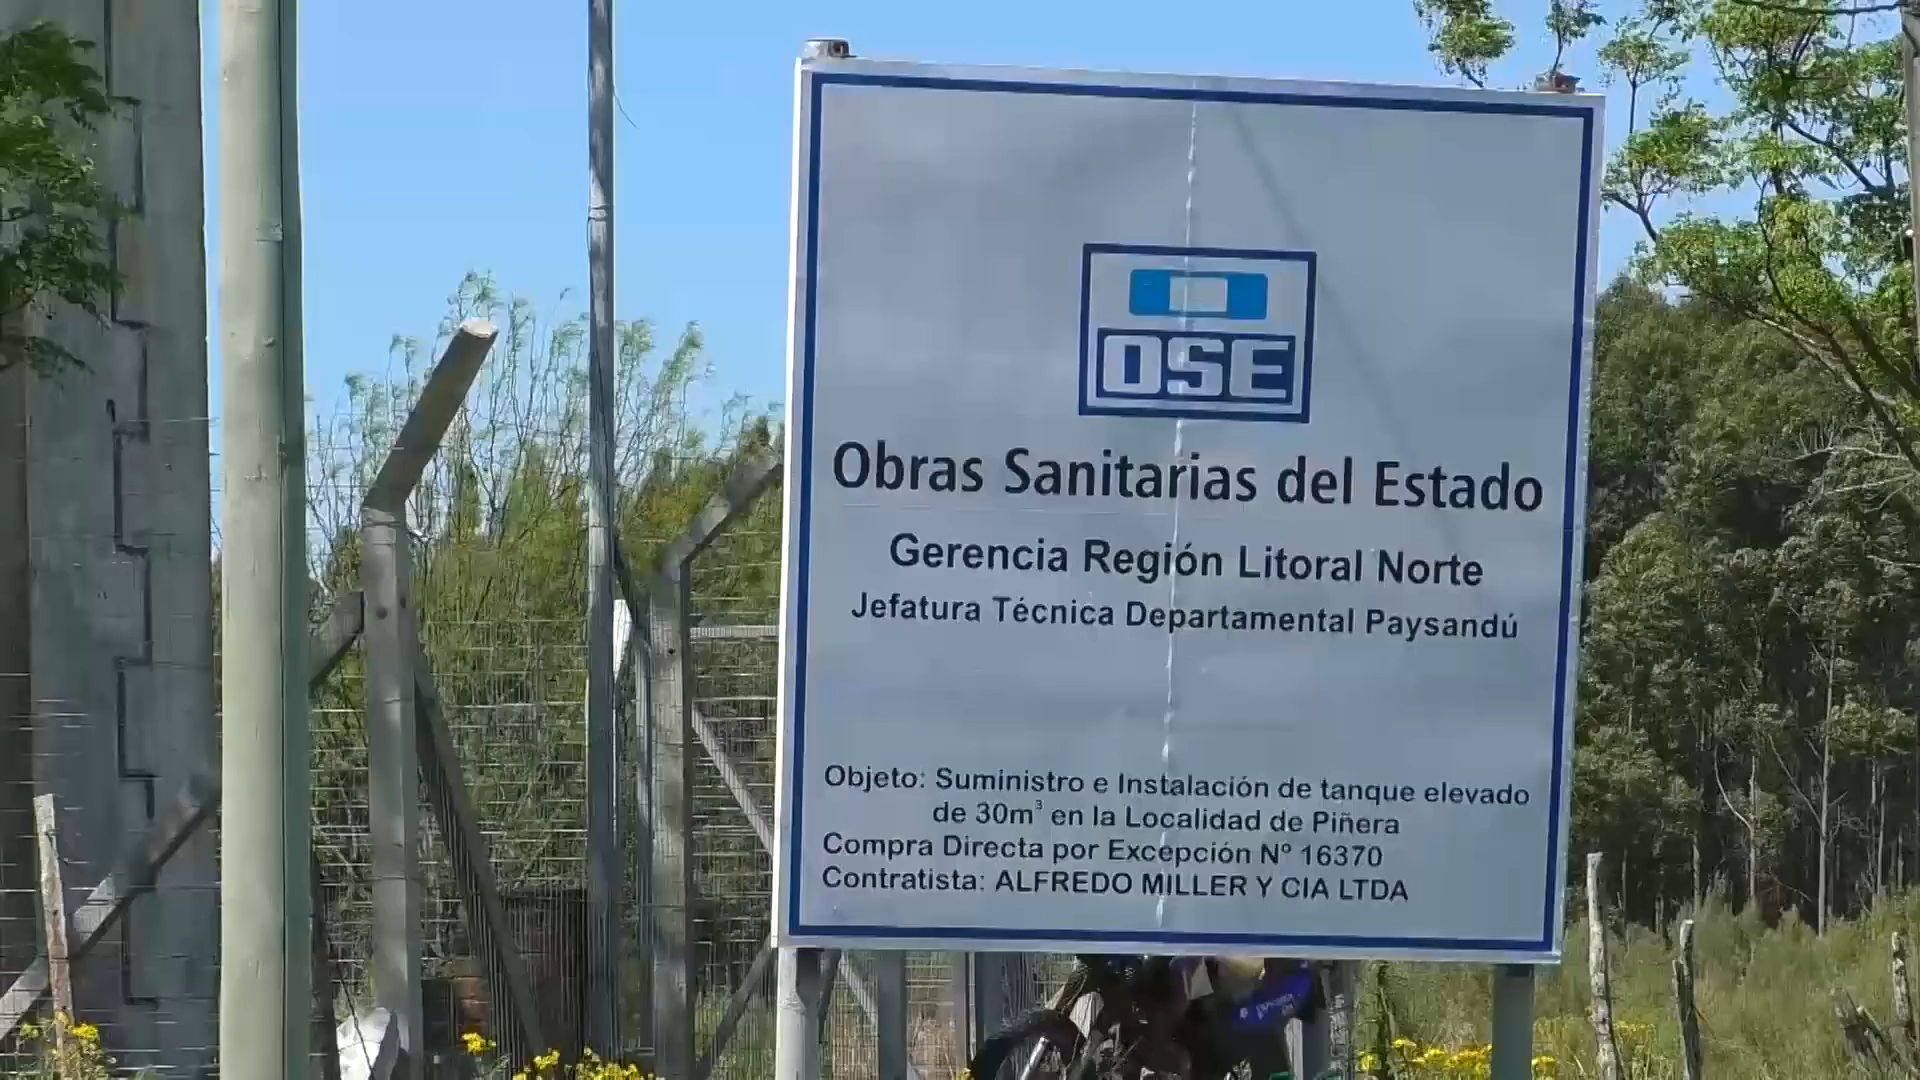 OSE
Obras Sanitarias del Estado
Gerencia Región Litoral Norte
Jefatura Técnica Departamental Paysandú
Objeto: Suministro e Instalación de tanque elevado
de 30m³ en la Localidad de Piñera
Compra Directa por Excepción Nº 16370
Contratista: ALFREDO MILLER Y CIA LTDA